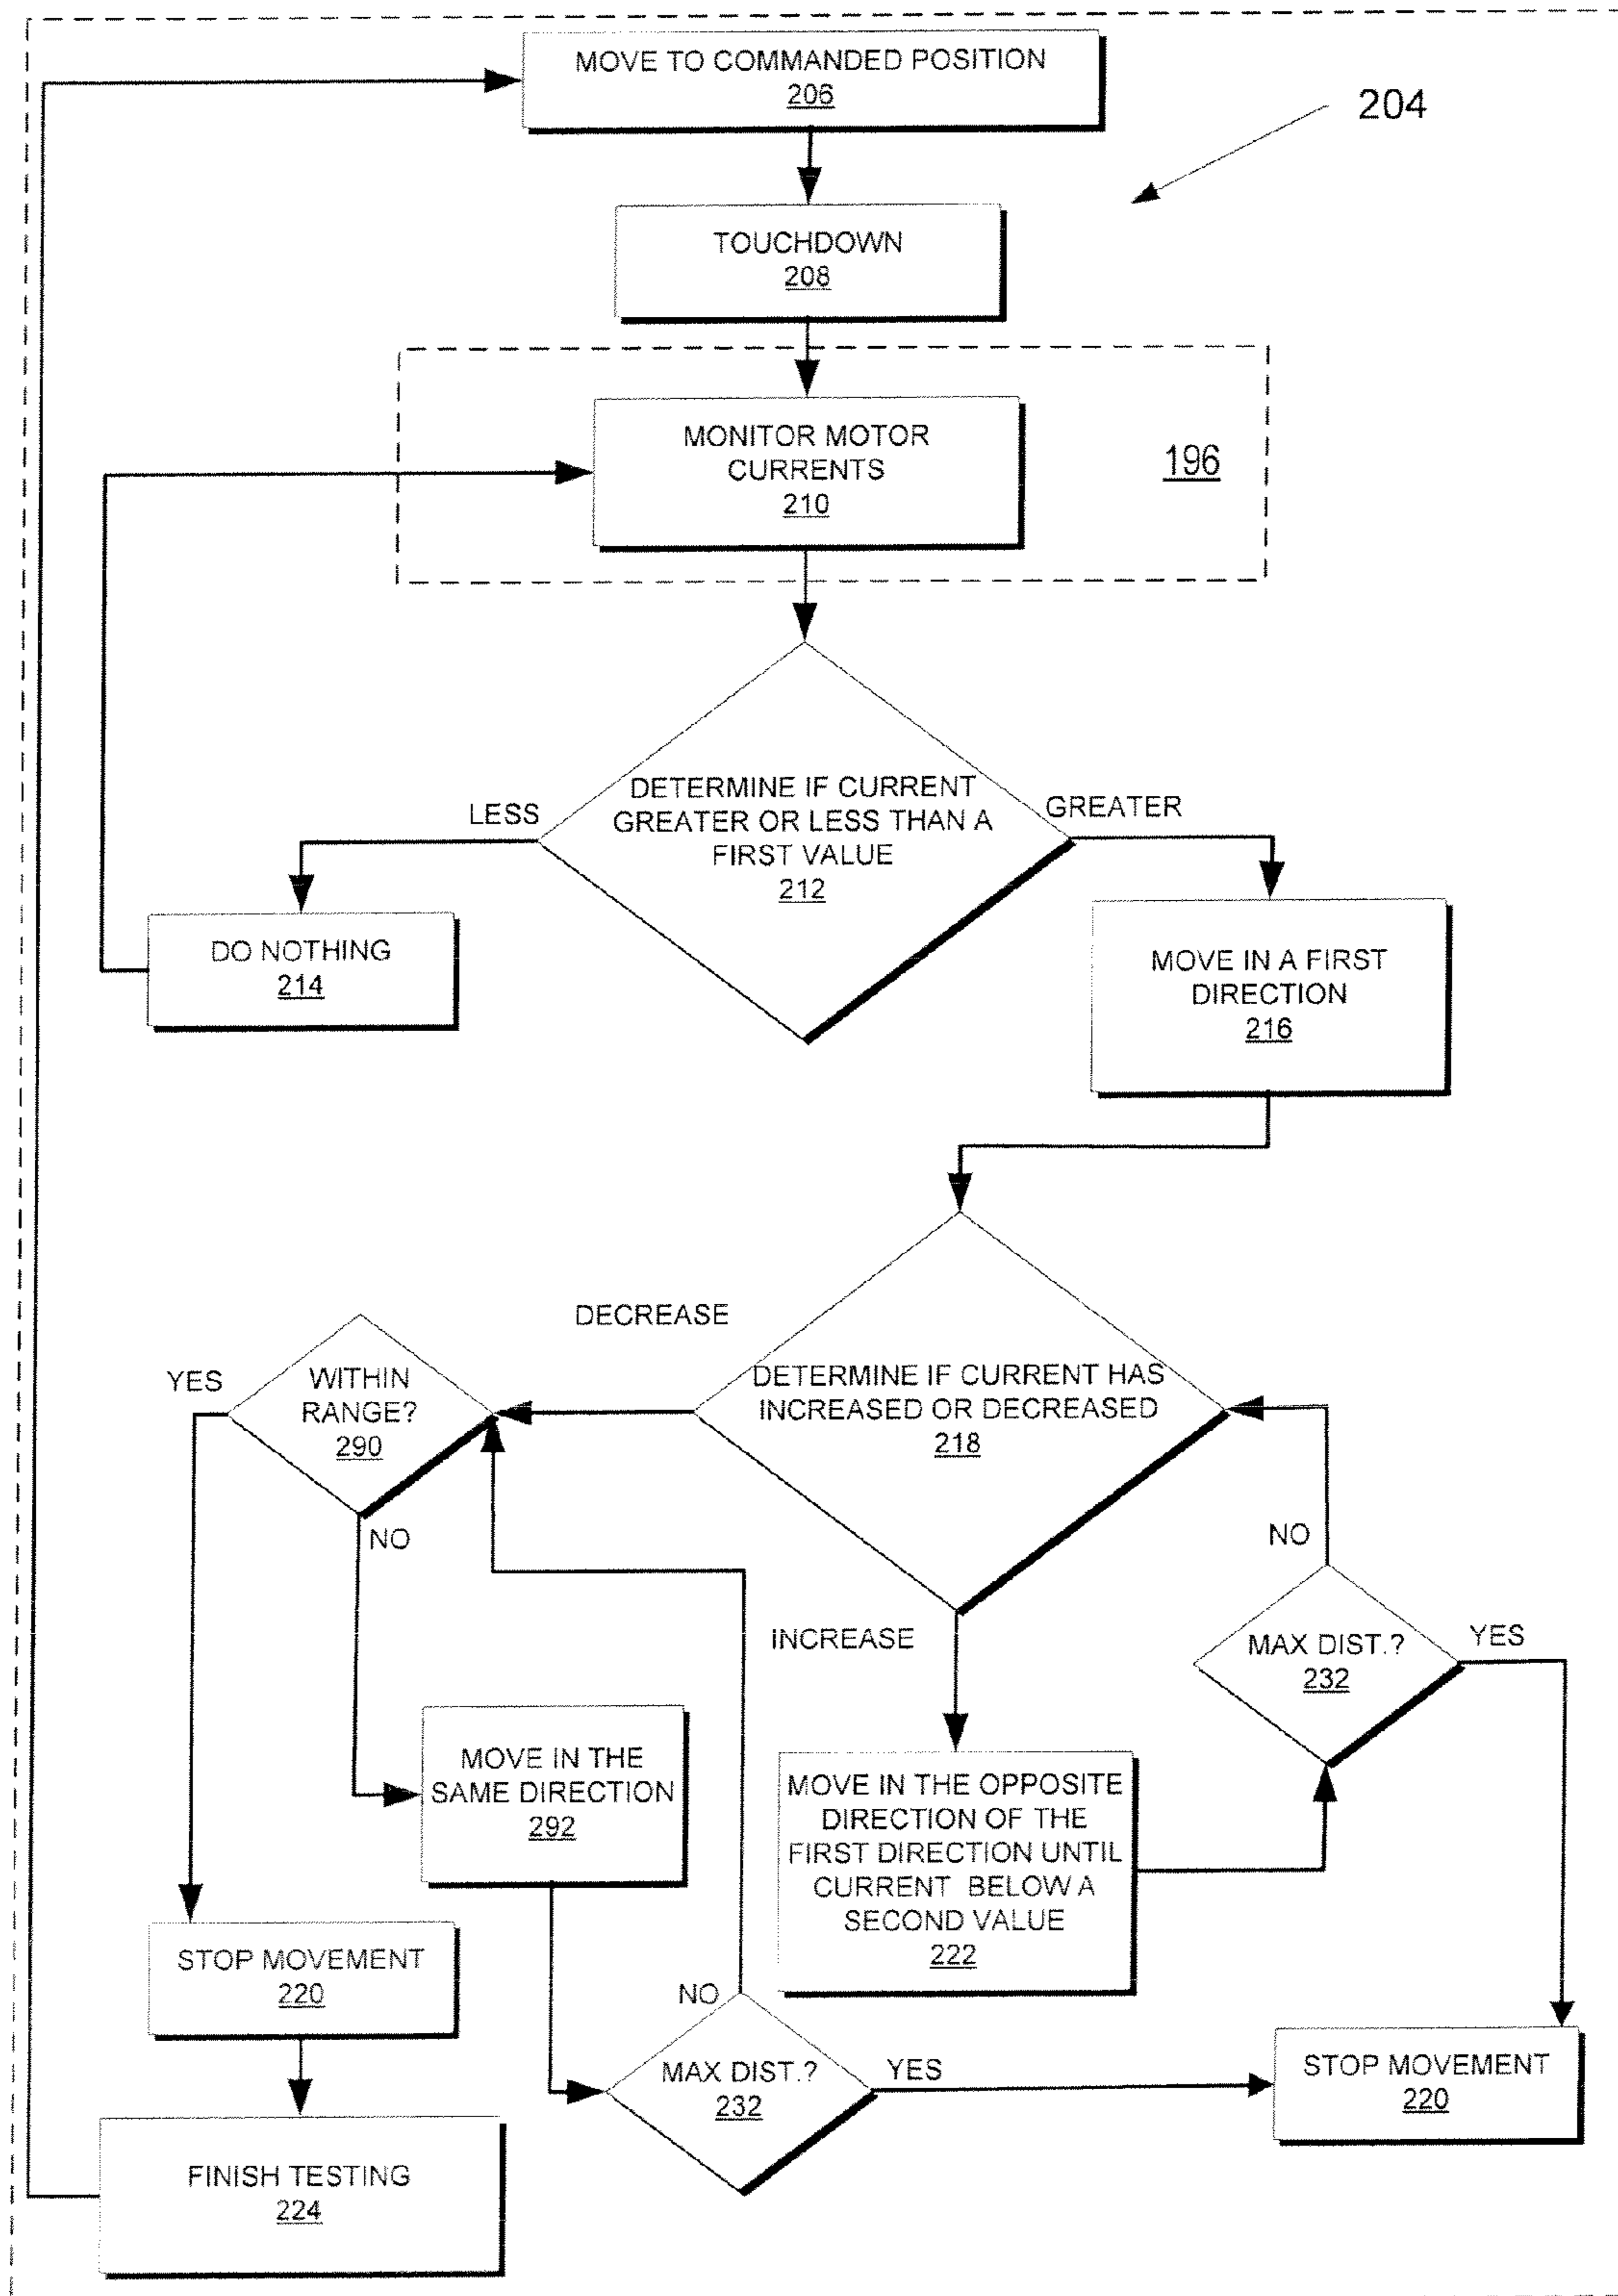 MOVE TO COMMANDED POSITION
206
204
TOUCHDOWN
208
MONITOR MOTOR
CURRENTS
210
196
DETERMINE IF CURRENT
GREATER OR LESS THAN A
FIRST VALUE
212
LESS
GREATER
DO NOTHING
214
MOVE IN A FIRST
DIRECTION
216
DECREASE
DETERMINE IF CURRENT HAS
INCREASED OR DECREASED
218
YES
WITHIN
RANGE?
290
NO
NO
INCREASE
MAX DIST.?
232
YES
MOVE IN THE
SAME DIRECTION
292
MOVE IN THE OPPOSITE
DIRECTION OF THE
FIRST DIRECTION UNTIL
CURRENT BELOW A
SECOND VALUE
222
STOP MOVEMENT
220
NO
MAX DIST.?
232
YES
STOP MOVEMENT
220
FINISH TESTING
224